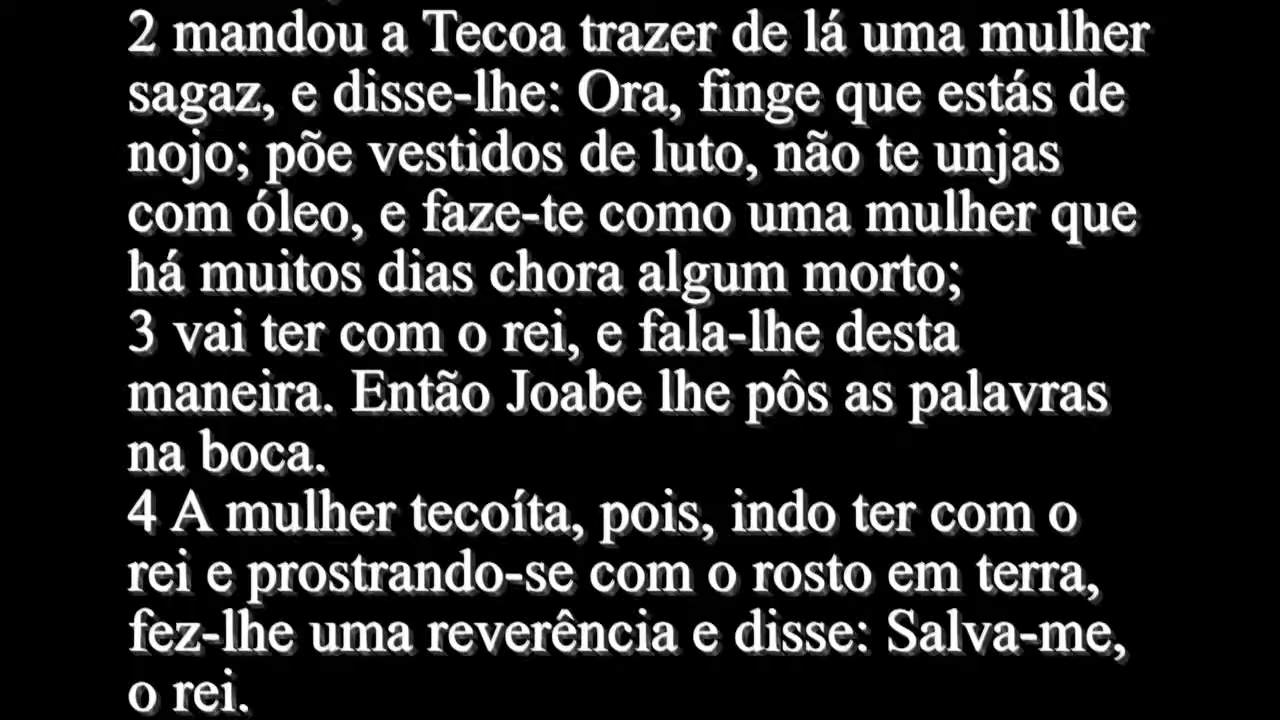 2 mandou a Tecoa trazer de lá uma mulher
sagaz, e disse-lhe: Ora, finge que estás de
nojo; põe vestidos de luto, não te unjas
com óleo, e faze-te como uma mulher que
há muitos dias chora algum morto;
3 vai ter com o rei, e fala-lhe desta
maneira. Então Joabe lhe pôs as palavras
na boca.
4 A mulher tecoíta, pois, indo ter com o
rei e prostrando-se com o rosto em terra,
fez-lhe uma reverência e disse: Salva-me,
o rei.